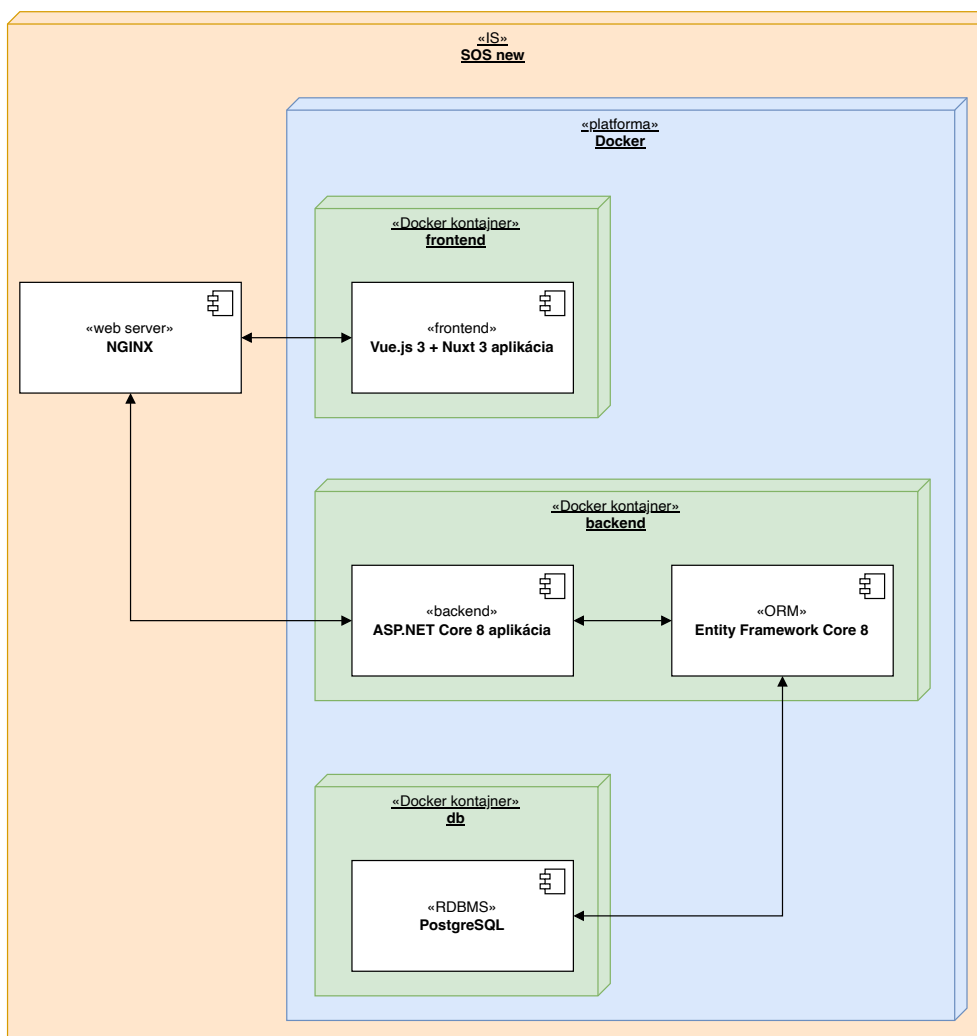 «IS»
SOS new
«platforma»
Docker
«Docker kontajner»
frontend
«web server»
NGINX
«frontend»
Vue.js 3 + Nuxt 3 aplikácia
«Docker kontajner»
backend
«backend»
ASP.NET Core 8 aplikácia
«ORM»
Entity Framework Core 8
«Docker kontajner»
db
«RDBMS»
PostgreSQL